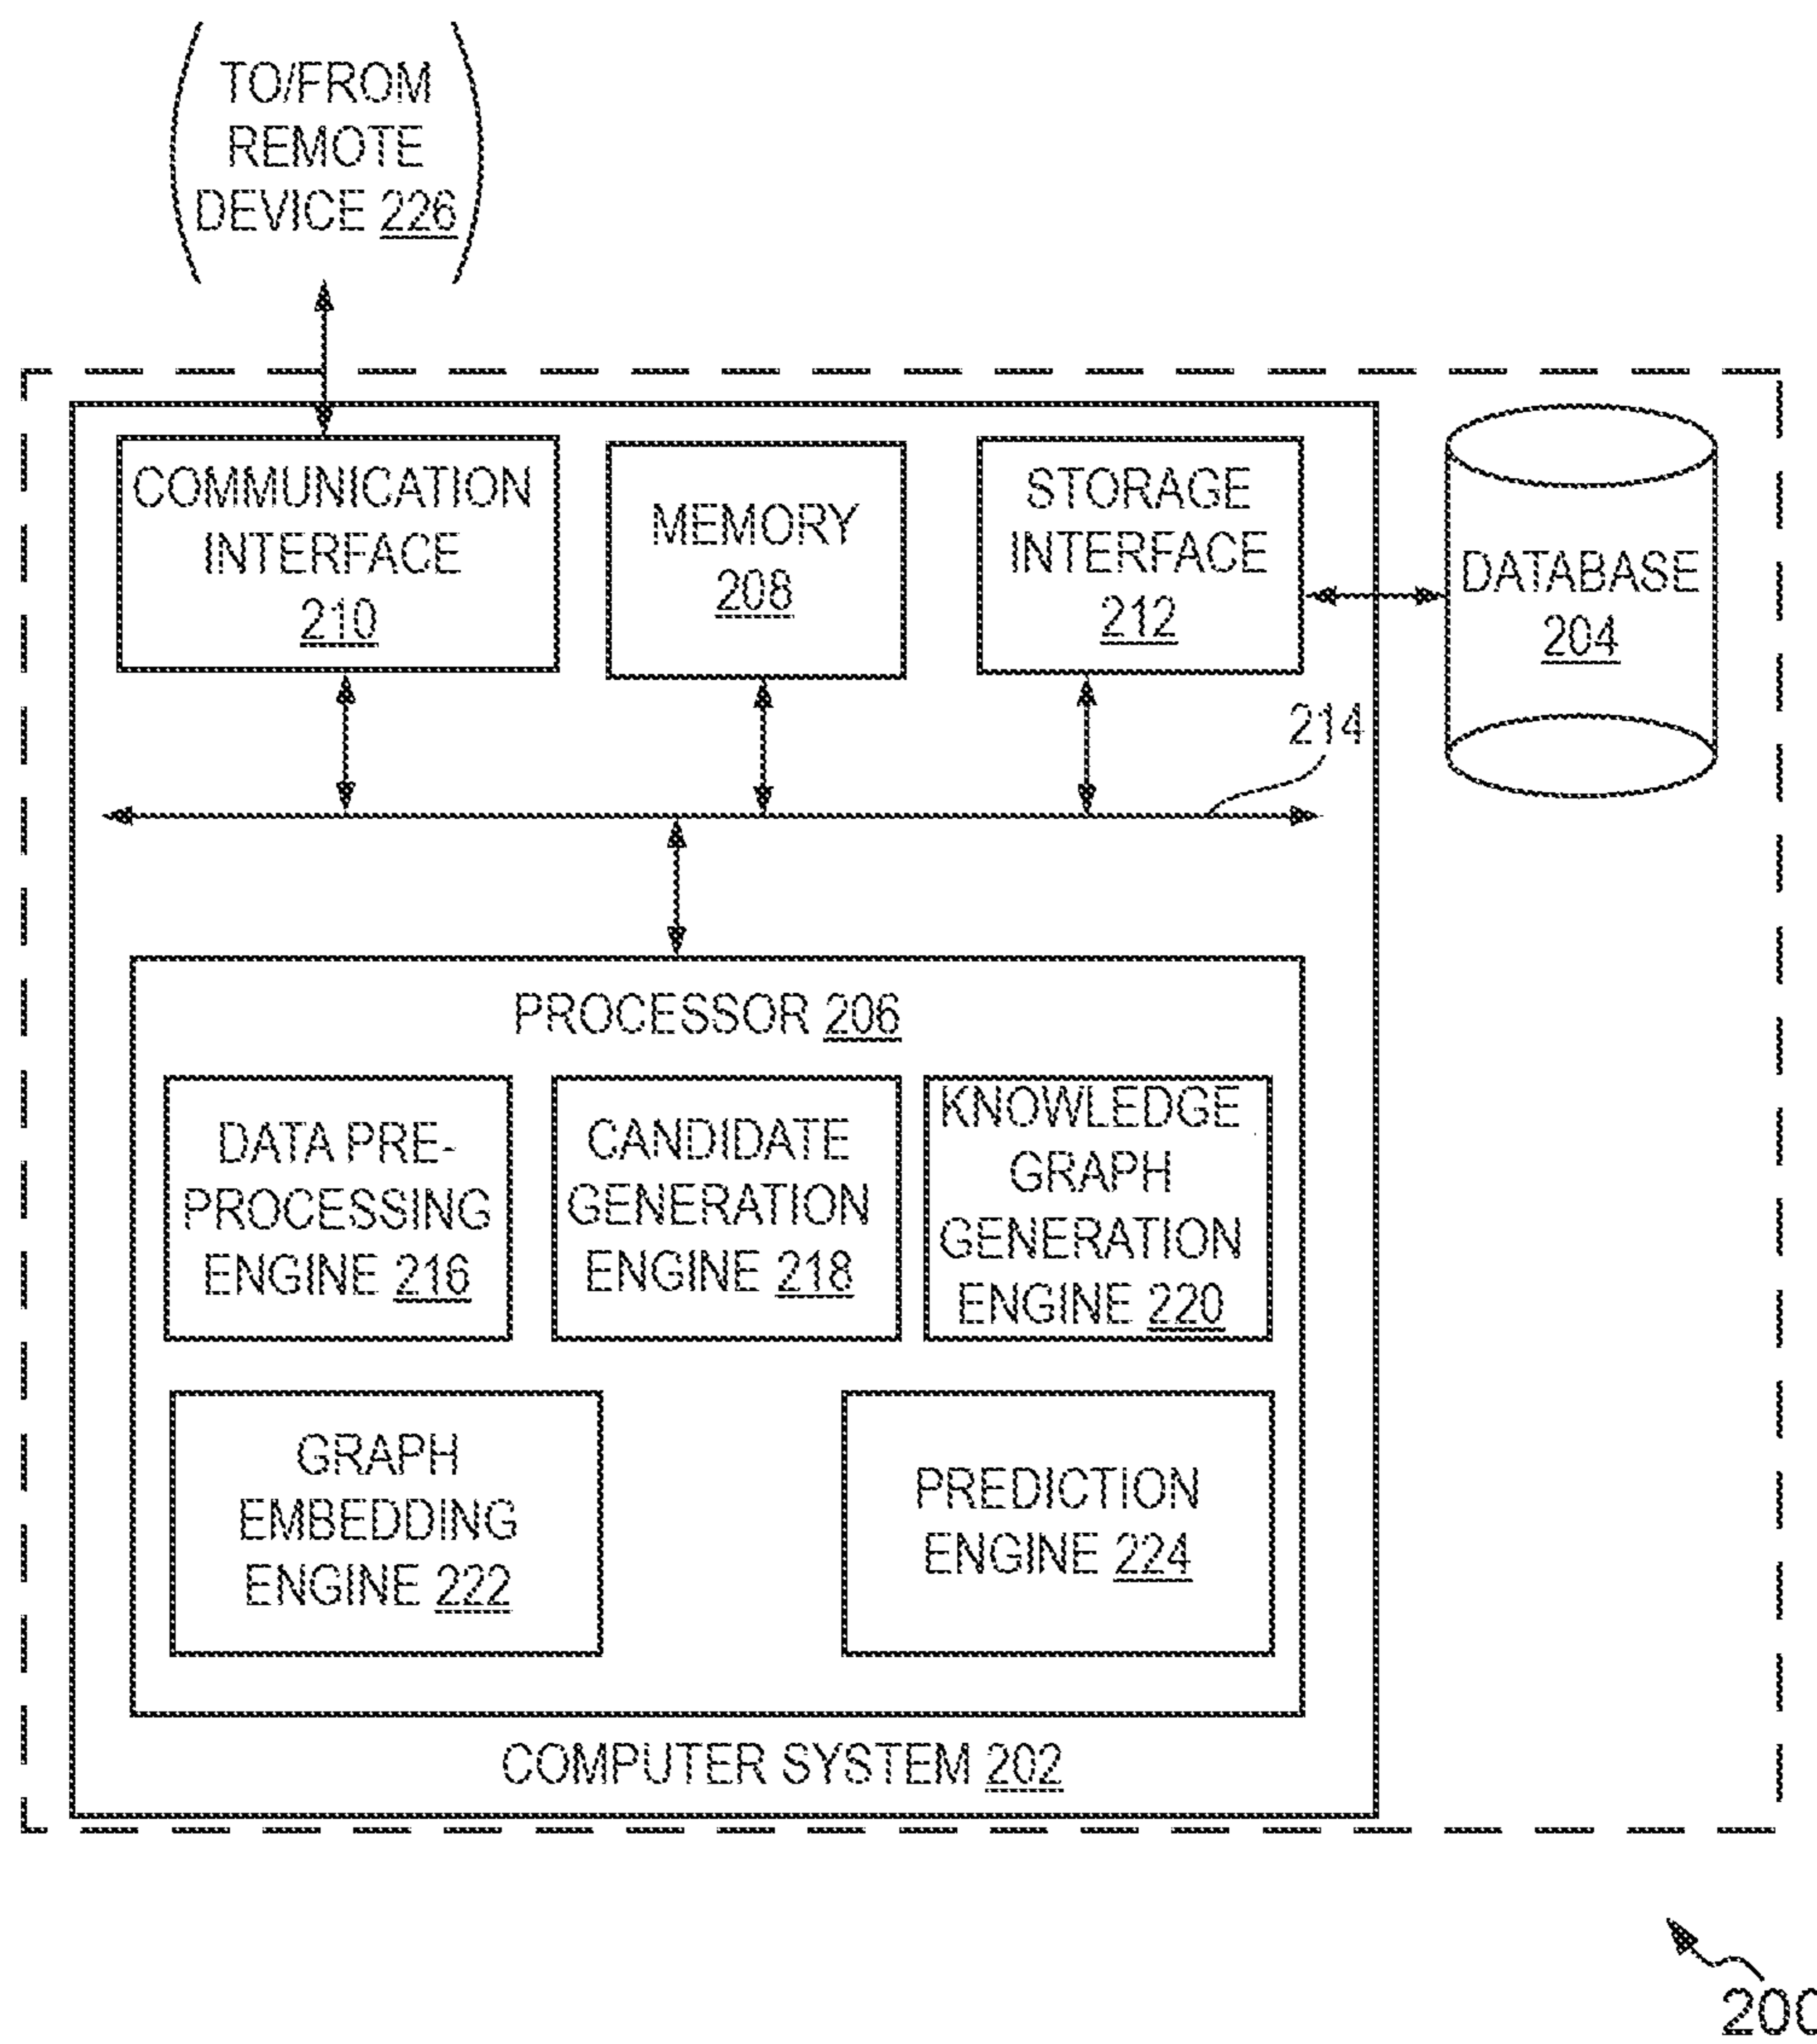 TO/FROM
REMOTE
DEVICE 226
COMMUNICATION
INTERFACE
210
MEMORY
208
STORAGE
INTERFACE
212
DATABASE
204
214
PROCESSOR 206
DATA PRE-
PROCESSING
ENGINE 216
CANDIDATE
GENERATION
ENGINE 218
KNOWLEDGE
GRAPH
GENERATION
ENGINE 220
GRAPH
EMBEDDING
ENGINE 222
PREDICTION
ENGINE 224
COMPUTER SYSTEM 202
200